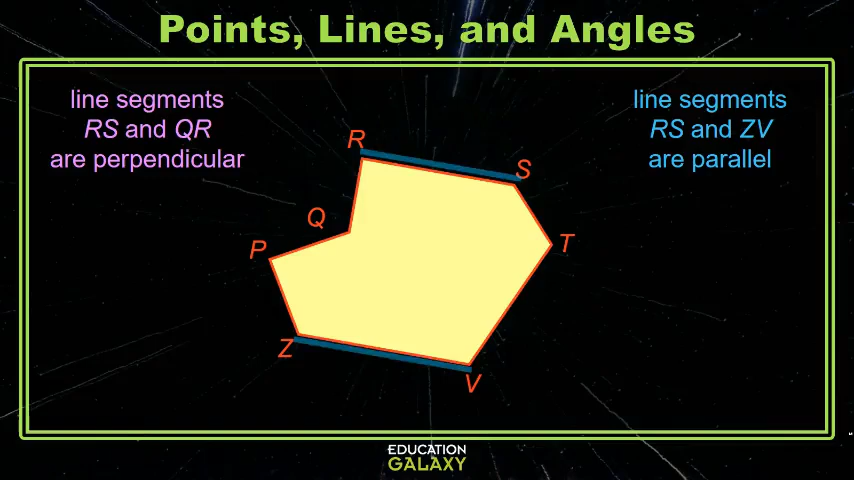 Points, Lines, and Angles
line segments
RS and QR
are perpendicular
line segments
RS and ZV
are parallel
R
S
Q
P
T
Z
V
EDUCATION
GALAXY